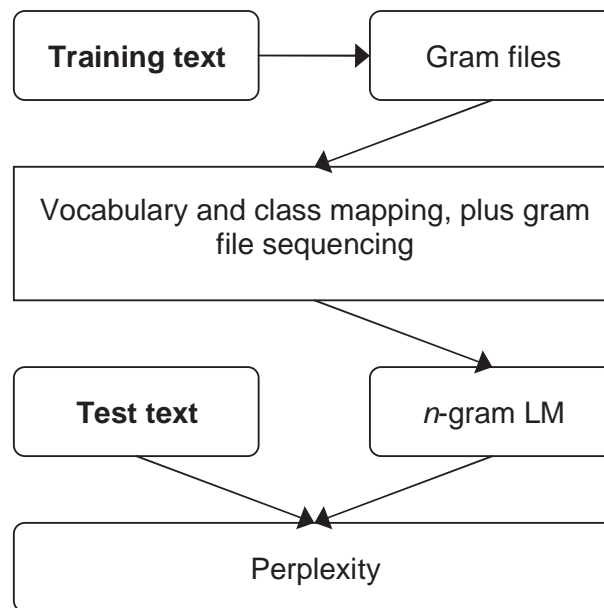 Training text
Gram files
Vocabulary and class mapping, plus gram
file sequencing
Test text
n-gram LM
Perplexity